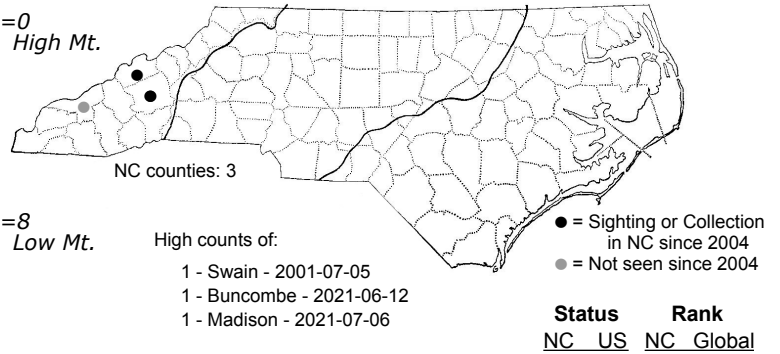 =0
High Mt.
NC counties: 3
=8
Low Mt.
High counts of:
1 - Swain - 2001-07-05
1 - Buncombe - 2021-06-12
1 - Madison - 2021-07-06
= Sighting or Collection
in NC since 2004
= Not seen since 2004
Status Rank
NC US NC Global